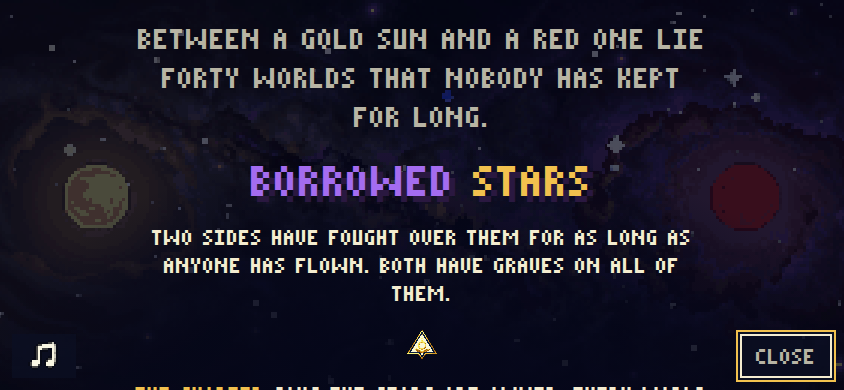 BETWEEN A GOLD SUN AND A RED ONE LIE
FORTY WORLDS THAT NOBODY HAS KEPT
FOR LONG.
BORROWED STARS
TWO SIDES HAVE FOUGHT OVER THEM FOR AS LONG AS
ANYONE HAS FLOWN. BOTH HAVE GRAVES ON ALL OF
THEM.
CLOSE